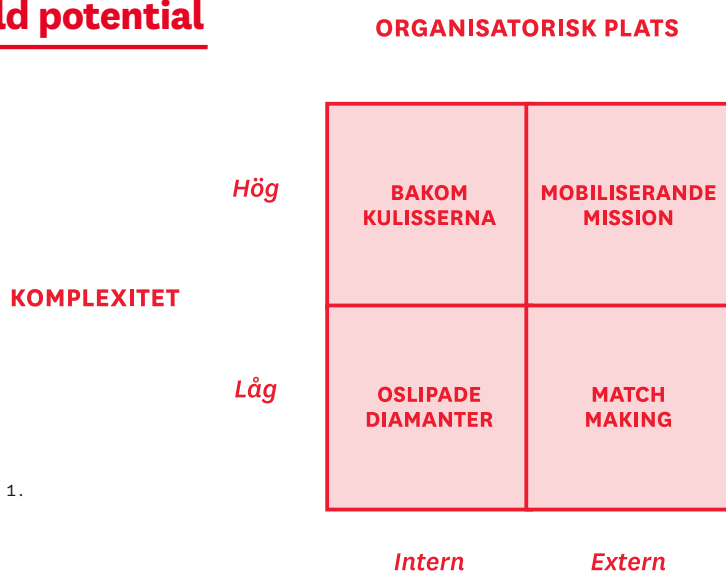 ld potential
ORGANISATORISK PLATS
Hög
BAKOM
KULISSERNA
MOBILISERANDE
MISSION
KOMPLEXITET
Låg
OSLIPADE
DIAMANTER
MATCH
MAKING
1.
Intern
Extern